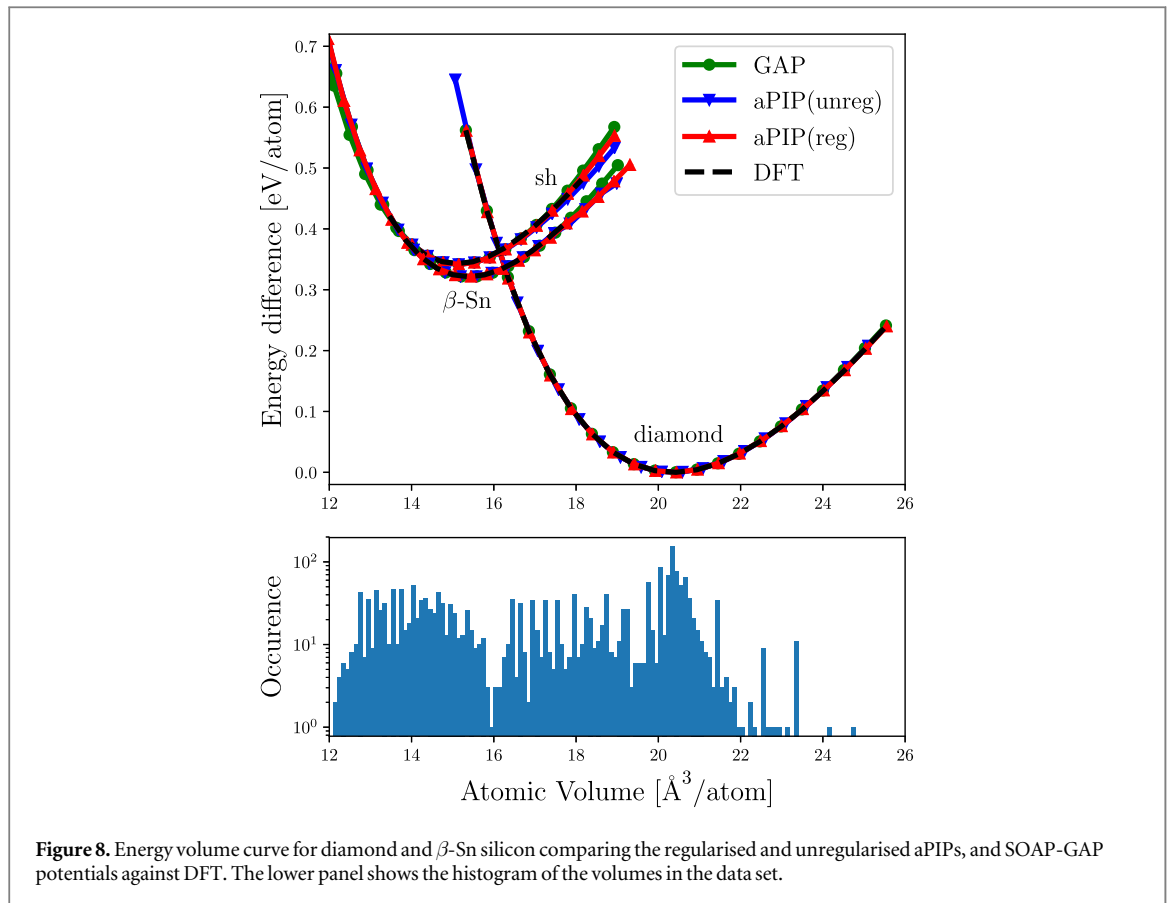 0.7
0.6
0.5
0.4
0.3
0.2
0.1
0.0
Energy difference [eV/atom]
GAP
aPIP(unreg)
aPIP(reg)
DFT
sh
β-Sn
diamond
12 14 16 18 20 22 24 26
10²
10¹
10⁰
Occurence
12 14 16 18 20 22 24 26
Atomic Volume [Å³/atom]
Figure 8. Energy volume curve for diamond and β-Sn silicon comparing the regularised and unregularised aPIPs, and SOAP-GAP
potentials against DFT. The lower panel shows the histogram of the volumes in the data set.